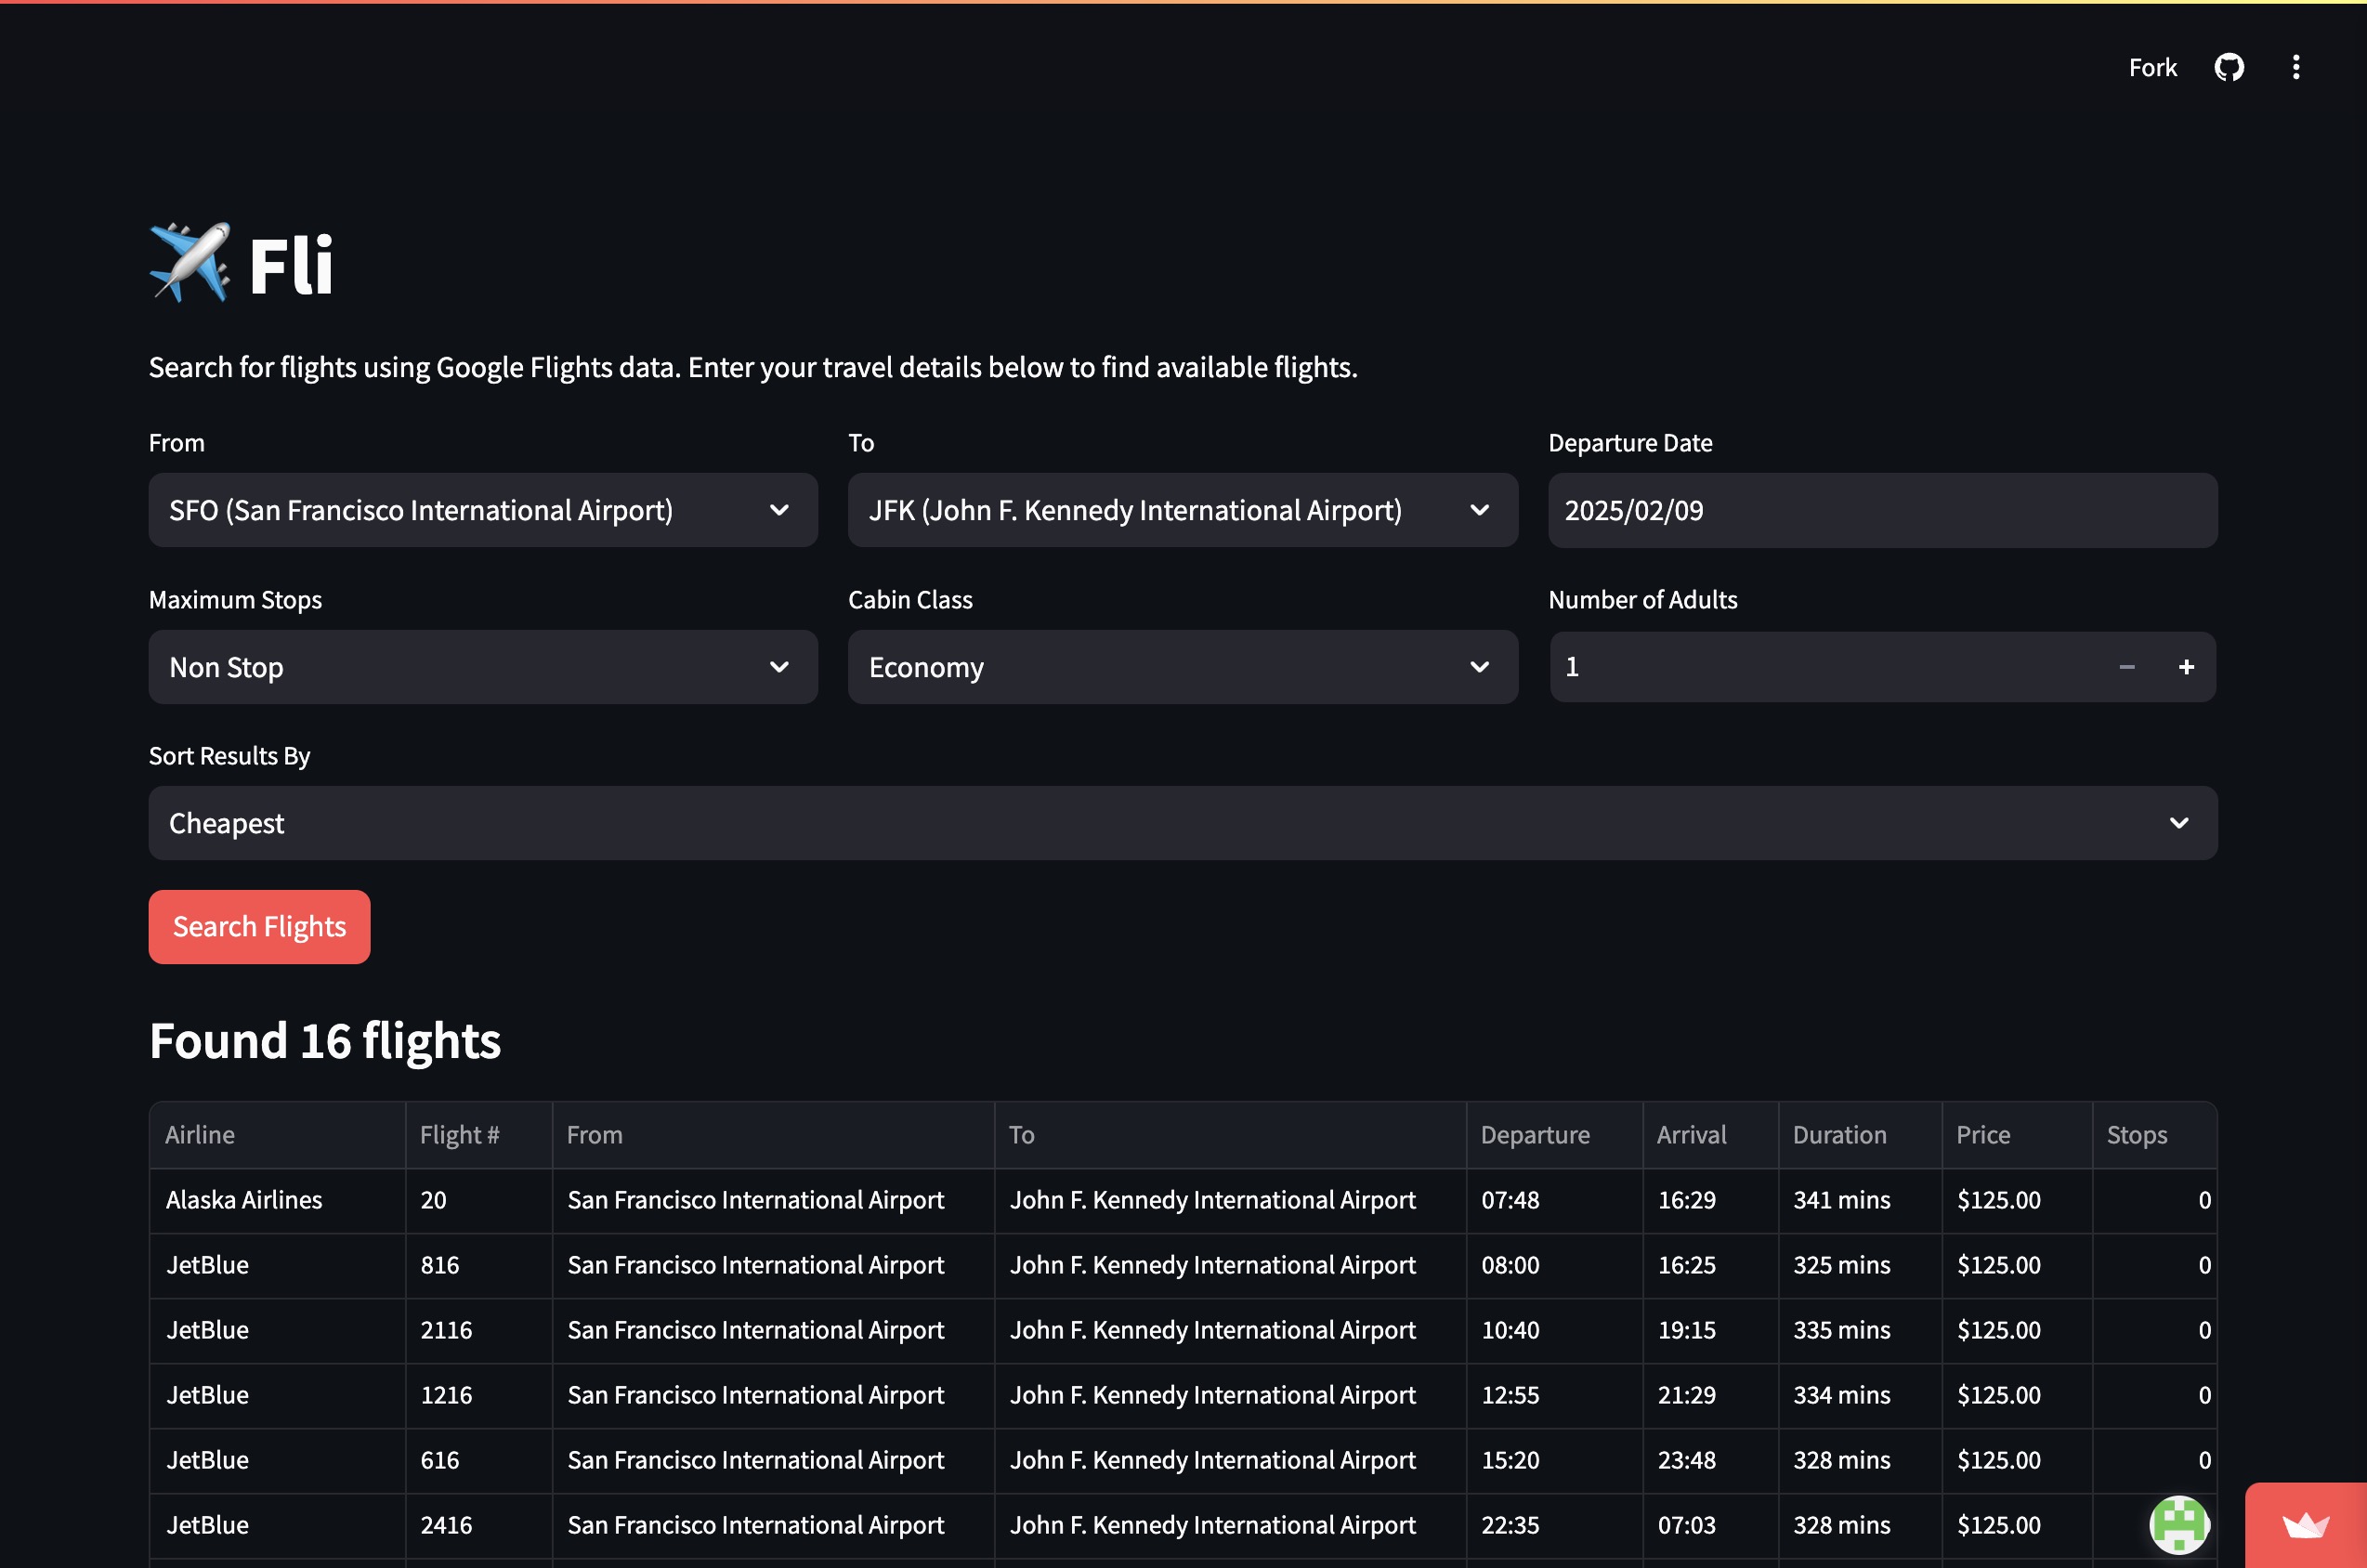 Fork
✈️ Fli
Search for flights using Google Flights data. Enter your travel details below to find available flights.
From To Departure Date
SFO (San Francisco International Airport) JFK (John F. Kennedy International Airport) 2025/02/09
Maximum Stops Cabin Class Number of Adults
Non Stop Economy 1 − +
Sort Results By
Cheapest
Search Flights
Found 16 flights
Airline Flight # From To Departure Arrival Duration Price Stops
Alaska Airlines 20 San Francisco International Airport John F. Kennedy International Airport 07:48 16:29 341 mins $125.00 0
JetBlue 816 San Francisco International Airport John F. Kennedy International Airport 08:00 16:25 325 mins $125.00 0
JetBlue 2116 San Francisco International Airport John F. Kennedy International Airport 10:40 19:15 335 mins $125.00 0
JetBlue 1216 San Francisco International Airport John F. Kennedy International Airport 12:55 21:29 334 mins $125.00 0
JetBlue 616 San Francisco International Airport John F. Kennedy International Airport 15:20 23:48 328 mins $125.00 0
JetBlue 2416 San Francisco International Airport John F. Kennedy International Airport 22:35 07:03 328 mins $125.00